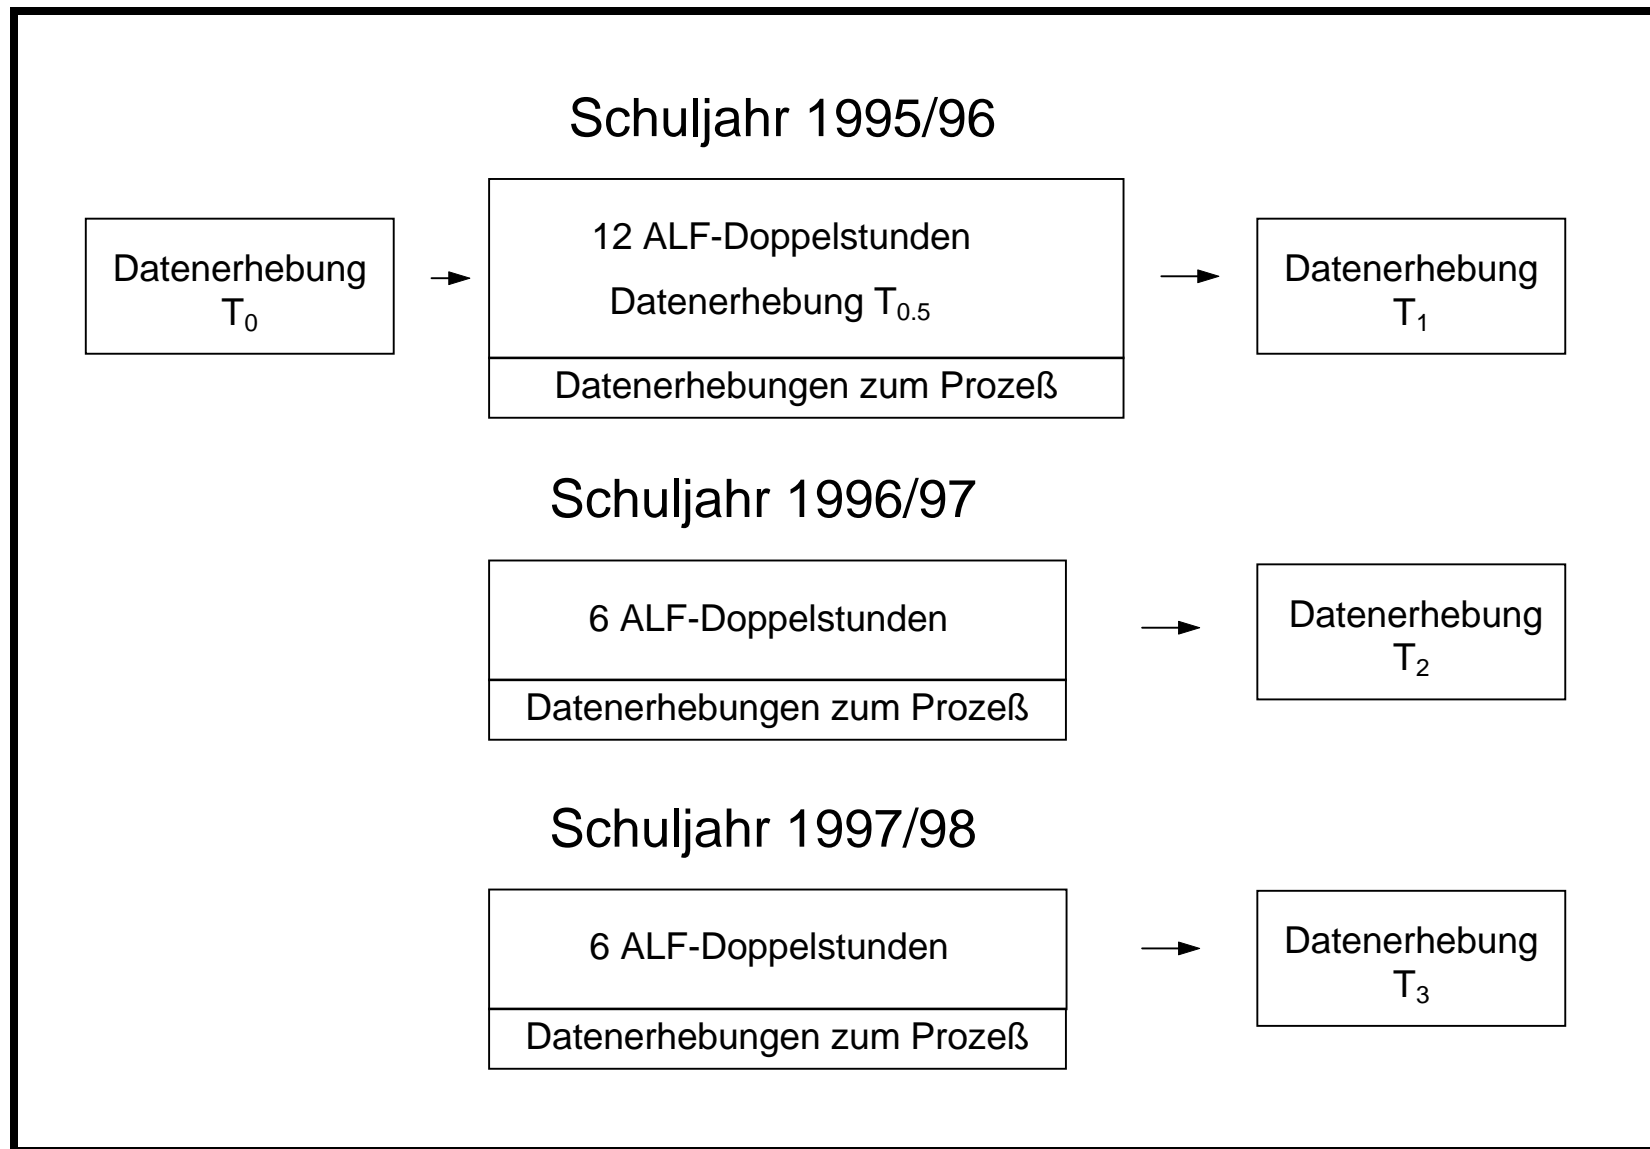 Schuljahr 1995/96
Datenerhebung
T₀
12 ALF-Doppelstunden
Datenerhebung T₀.₅
Datenerhebungen zum Prozeß
Datenerhebung
T₁
Schuljahr 1996/97
6 ALF-Doppelstunden
Datenerhebungen zum Prozeß
Datenerhebung
T₂
Schuljahr 1997/98
6 ALF-Doppelstunden
Datenerhebungen zum Prozeß
Datenerhebung
T₃